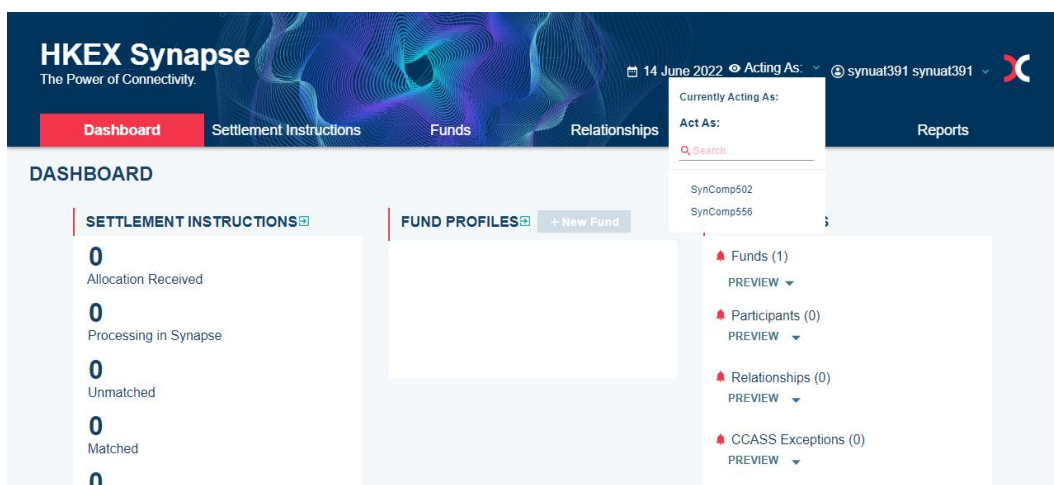 HKEX Synapse
The Power of Connectivity.
14 June 2022 Acting As: synuat391 synuat391
Currently Acting As:
Act As:
Search
SynComp502
SynComp556
Dashboard Settlement Instructions Funds Relationships Reports
DASHBOARD
SETTLEMENT INSTRUCTIONS
0
Allocation Received
0
Processing in Synapse
0
Unmatched
0
Matched
0
FUND PROFILES + New Fund
Funds (1)
PREVIEW
Participants (0)
PREVIEW
Relationships (0)
PREVIEW
CCASS Exceptions (0)
PREVIEW